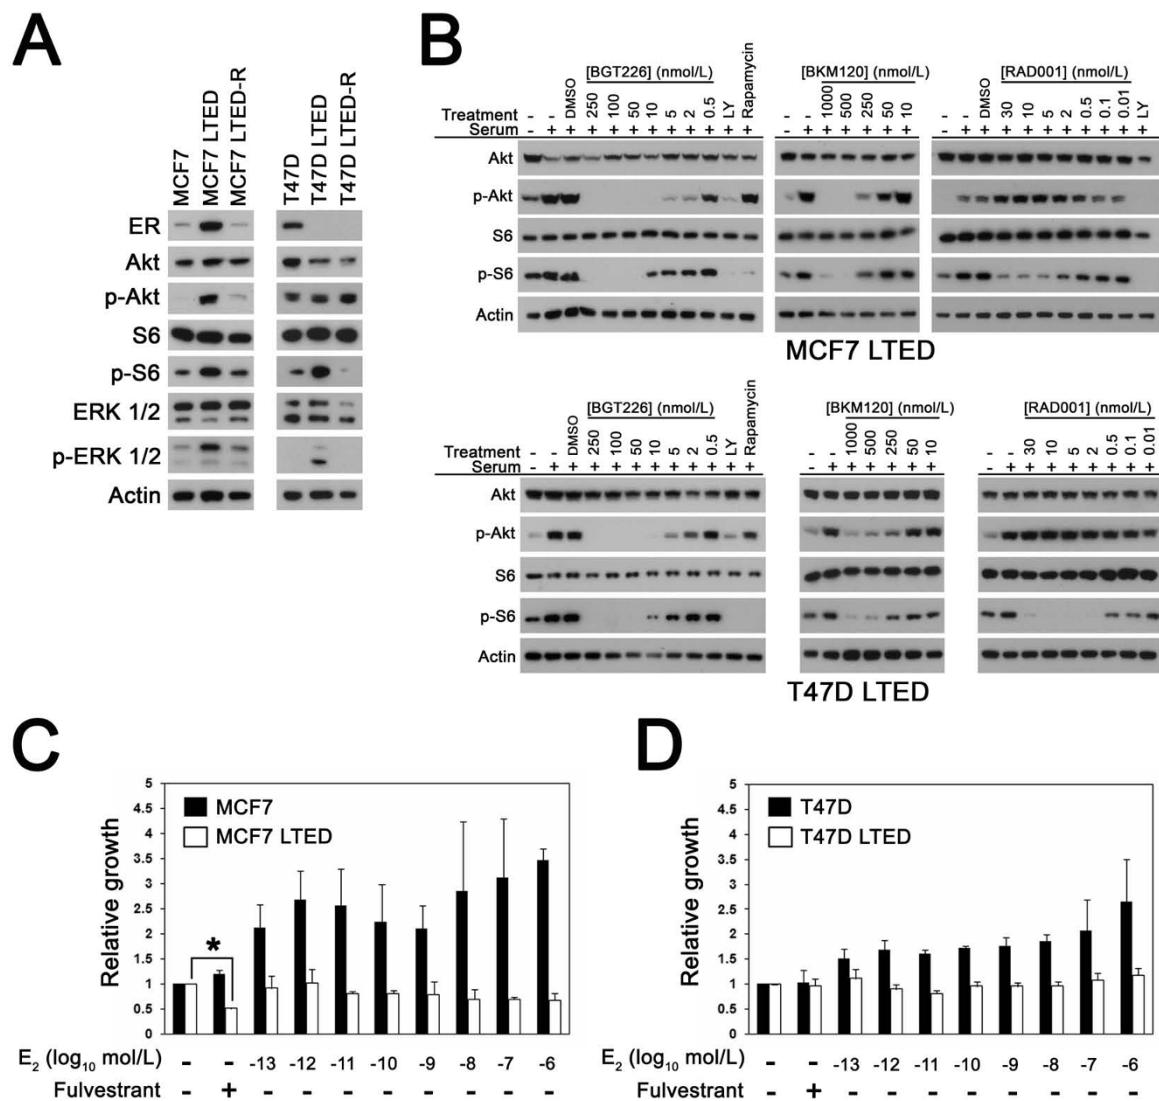 A
MCF7
MCF7 LTED
MCF7 LTED-R
T47D
T47D LTED
T47D LTED-R
ER
Akt
p-Akt
S6
p-S6
ERK 1/2
p-ERK 1/2
Actin
B
[BGT226] (nmol/L) [BKM120] (nmol/L) [RAD001] (nmol/L)
Treatment - - DMSO 250 100 50 10 5 2 0.5 LY Rapamycin - - 1000 500 250 50 10 - - DMSO 30 10 5 2 0.5 0.1 0.01 LY
Serum - + + + + + + + + + + + - + + + + + + - + + + + + + + + + +
Akt
p-Akt
S6
p-S6
Actin
MCF7 LTED
[BGT226] (nmol/L) [BKM120] (nmol/L) [RAD001] (nmol/L)
Treatment - - DMSO 250 100 50 10 5 2 0.5 LY Rapamycin - - 1000 500 250 50 10 - - 30 10 5 2 0.5 0.1 0.01
Serum - + + + + + + + + + + + - + + + + + + - + + + + + + + +
Akt
p-Akt
S6
p-S6
Actin
T47D LTED
C
Relative growth
5
4.5
4
3.5
3
2.5
2
1.5
1
0.5
0
MCF7
MCF7 LTED
*
E2 (log10 mol/L) - - -13 -12 -11 -10 -9 -8 -7 -6
Fulvestrant - + - - - - - - - -
D
Relative growth
5
4.5
4
3.5
3
2.5
2
1.5
1
0.5
0
T47D
T47D LTED
E2 (log10 mol/L) - - -13 -12 -11 -10 -9 -8 -7 -6
Fulvestrant - + - - - - - - - -